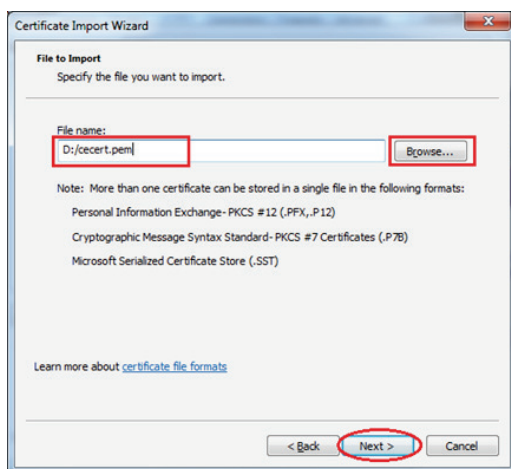 Certificate Import Wizard
File to Import
Specify the file you want to import.
File name:
D:/cecert.pem
Browse...
Note: More than one certificate can be stored in a single file in the following formats:
Personal Information Exchange- PKCS #12 (.PFX,.P12)
Cryptographic Message Syntax Standard- PKCS #7 Certificates (.P7B)
Microsoft Serialized Certificate Store (.SST)
Learn more about certificate file formats
< Back Next > Cancel